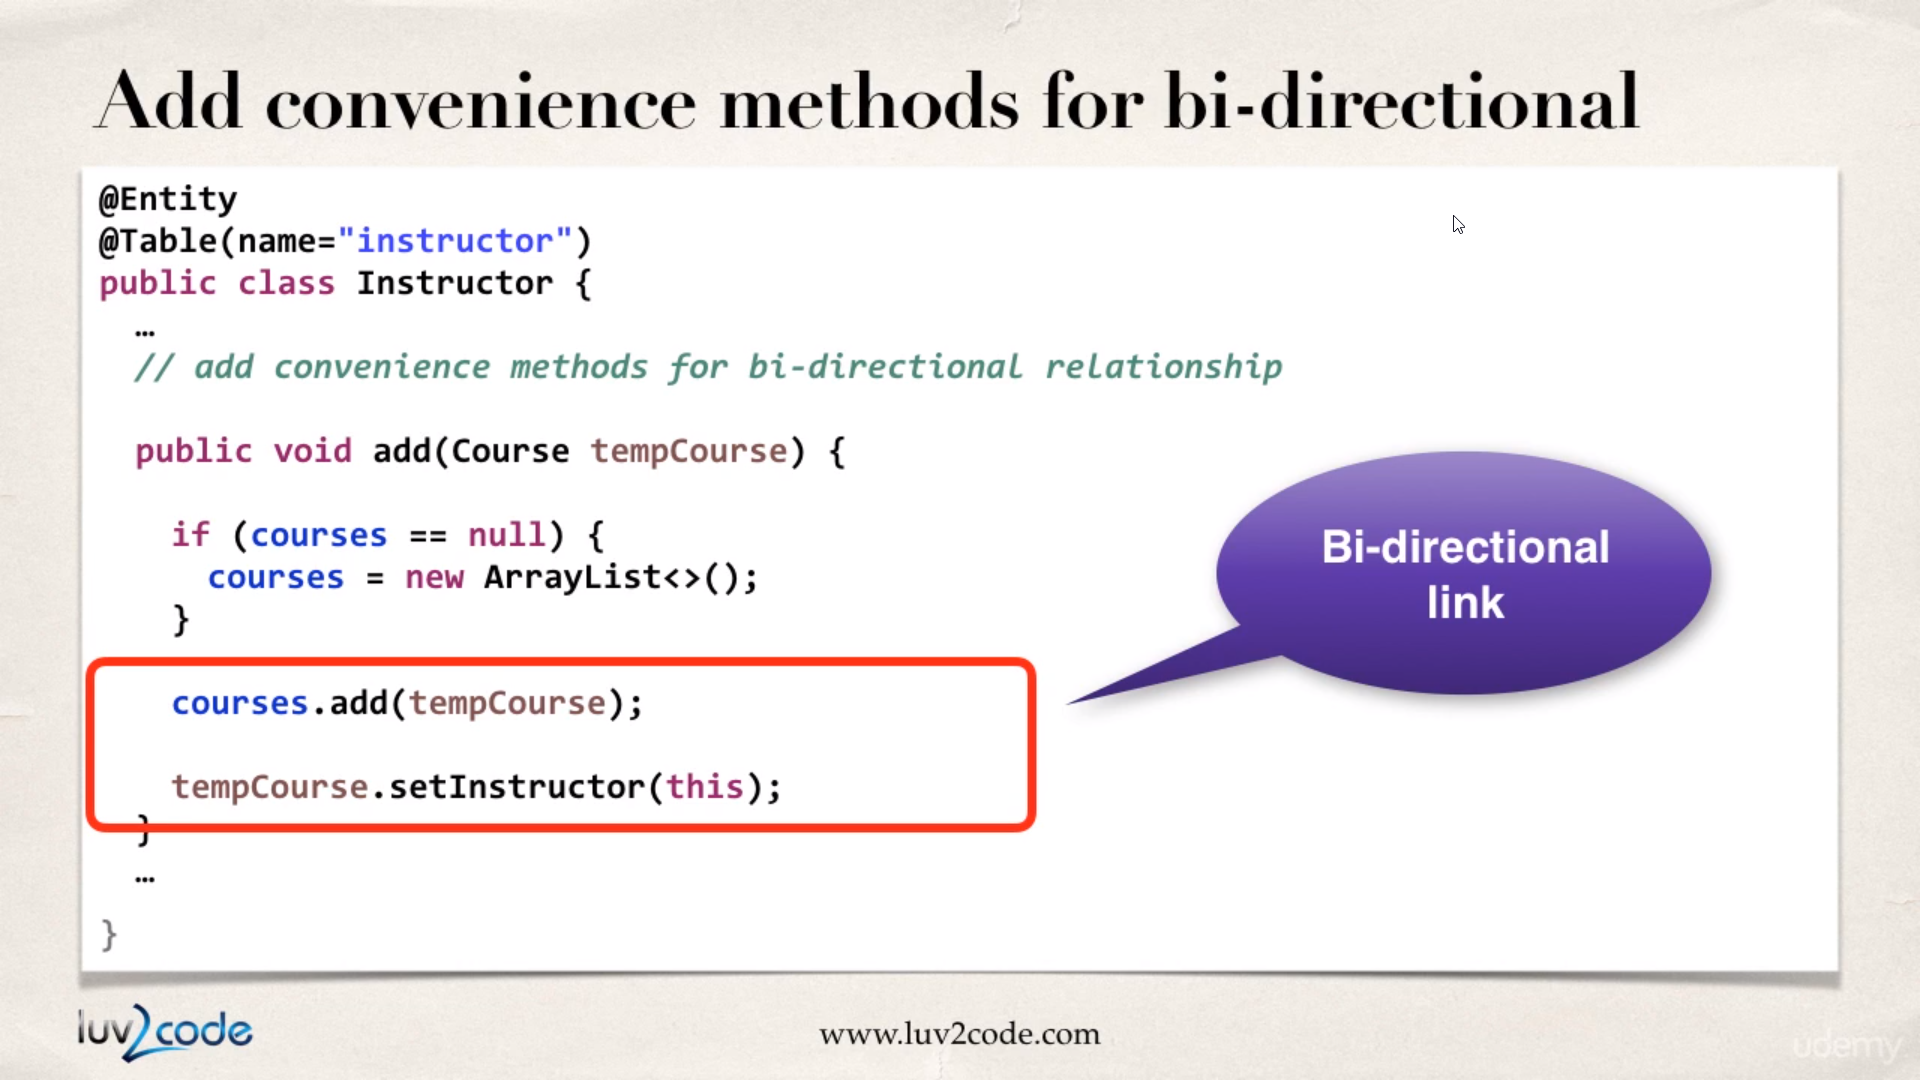 Add convenience methods for bi-directional
@Entity
@Table(name="instructor")
public class Instructor {
…
// add convenience methods for bi-directional relationship
public void add(Course tempCourse) {
if (courses == null) {
courses = new ArrayList<>();
}
courses.add(tempCourse);
tempCourse.setInstructor(this);
}
…
}
Bi-directional
link
luv2code
www.luv2code.com
udemy